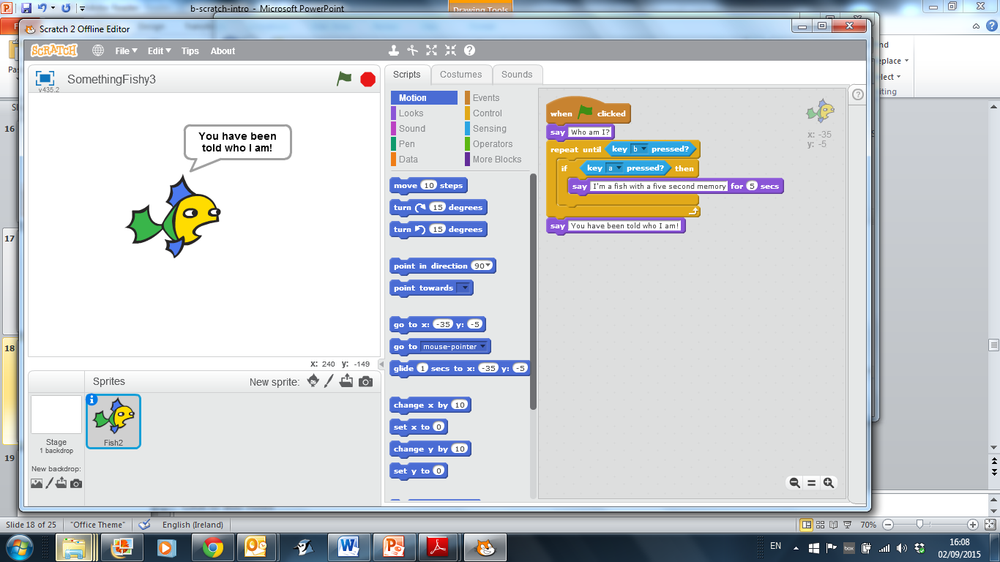 b-scratch-intro - Microsoft PowerPoint
Drawing Tools
Scratch 2 Offline Editor
SCRATCH
File
Edit
Tips
About
SomethingFishy3
v435.2
You have been
told who I am!
x: 240 y: -149
Sprites
New sprite:
Stage
1 backdrop
New backdrop:
Fish2
Scripts
Costumes
Sounds
Motion
Looks
Sound
Pen
Data
Events
Control
Sensing
Operators
More Blocks
move 10 steps
turn 15 degrees
turn 15 degrees
point in direction 90
point towards
go to x: -35 y: -5
go to mouse-pointer
glide 1 secs to x: -35 y: -5
change x by 10
set x to 0
change y by 10
set y to 0
when clicked
say Who am I?
repeat until key b pressed?
if key a pressed? then
say I'm a fish with a five second memory for 5 secs
say You have been told who I am!
x: -35
y: -5
16
17
18
19
Slide 18 of 25
"Office Theme"
English (Ireland)
70%
EN
16:08
02/09/2015